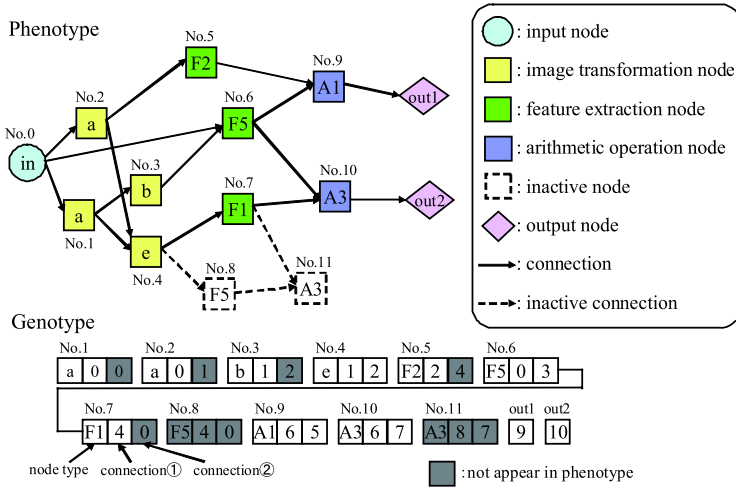 Phenotype
No.0
in
No.1
a
No.2
a
No.3
b
No.4
e
No.5
F2
No.6
F5
No.7
F1
No.8
F5
No.9
A1
No.10
A3
No.11
A3
out1
out2
: input node
: image transformation node
: feature extraction node
: arithmetic operation node
: inactive node
: output node
: connection
: inactive connection
Genotype
No.1 No.2 No.3 No.4 No.5 No.6
a 0 0 a 0 1 b 1 2 e 1 2 F2 2 4 F5 0 3
No.7 No.8 No.9 No.10 No.11 out1 out2
F1 4 0 F5 4 0 A1 6 5 A3 6 7 A3 8 7 9 10
node type connection① connection②
: not appear in phenotype